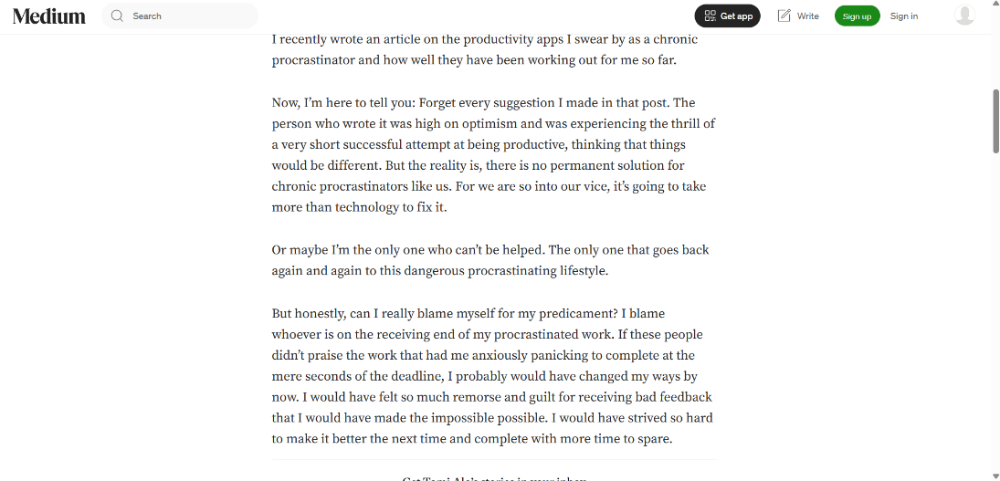 Medium
Search
Get app
Write
Sign up
Sign in
I recently wrote an article on the productivity apps I swear by as a chronic
procrastinator and how well they have been working out for me so far.
Now, I’m here to tell you: Forget every suggestion I made in that post. The
person who wrote it was high on optimism and was experiencing the thrill of
a very short successful attempt at being productive, thinking that things
would be different. But the reality is, there is no permanent solution for
chronic procrastinators like us. For we are so into our vice, it’s going to take
more than technology to fix it.
Or maybe I’m the only one who can’t be helped. The only one that goes back
again and again to this dangerous procrastinating lifestyle.
But honestly, can I really blame myself for my predicament? I blame
whoever is on the receiving end of my procrastinated work. If these people
didn’t praise the work that had me anxiously panicking to complete at the
mere seconds of the deadline, I probably would have changed my ways by
now. I would have felt so much remorse and guilt for receiving bad feedback
that I would have made the impossible possible. I would have strived so hard
to make it better the next time and complete with more time to spare.
stories in your inbox